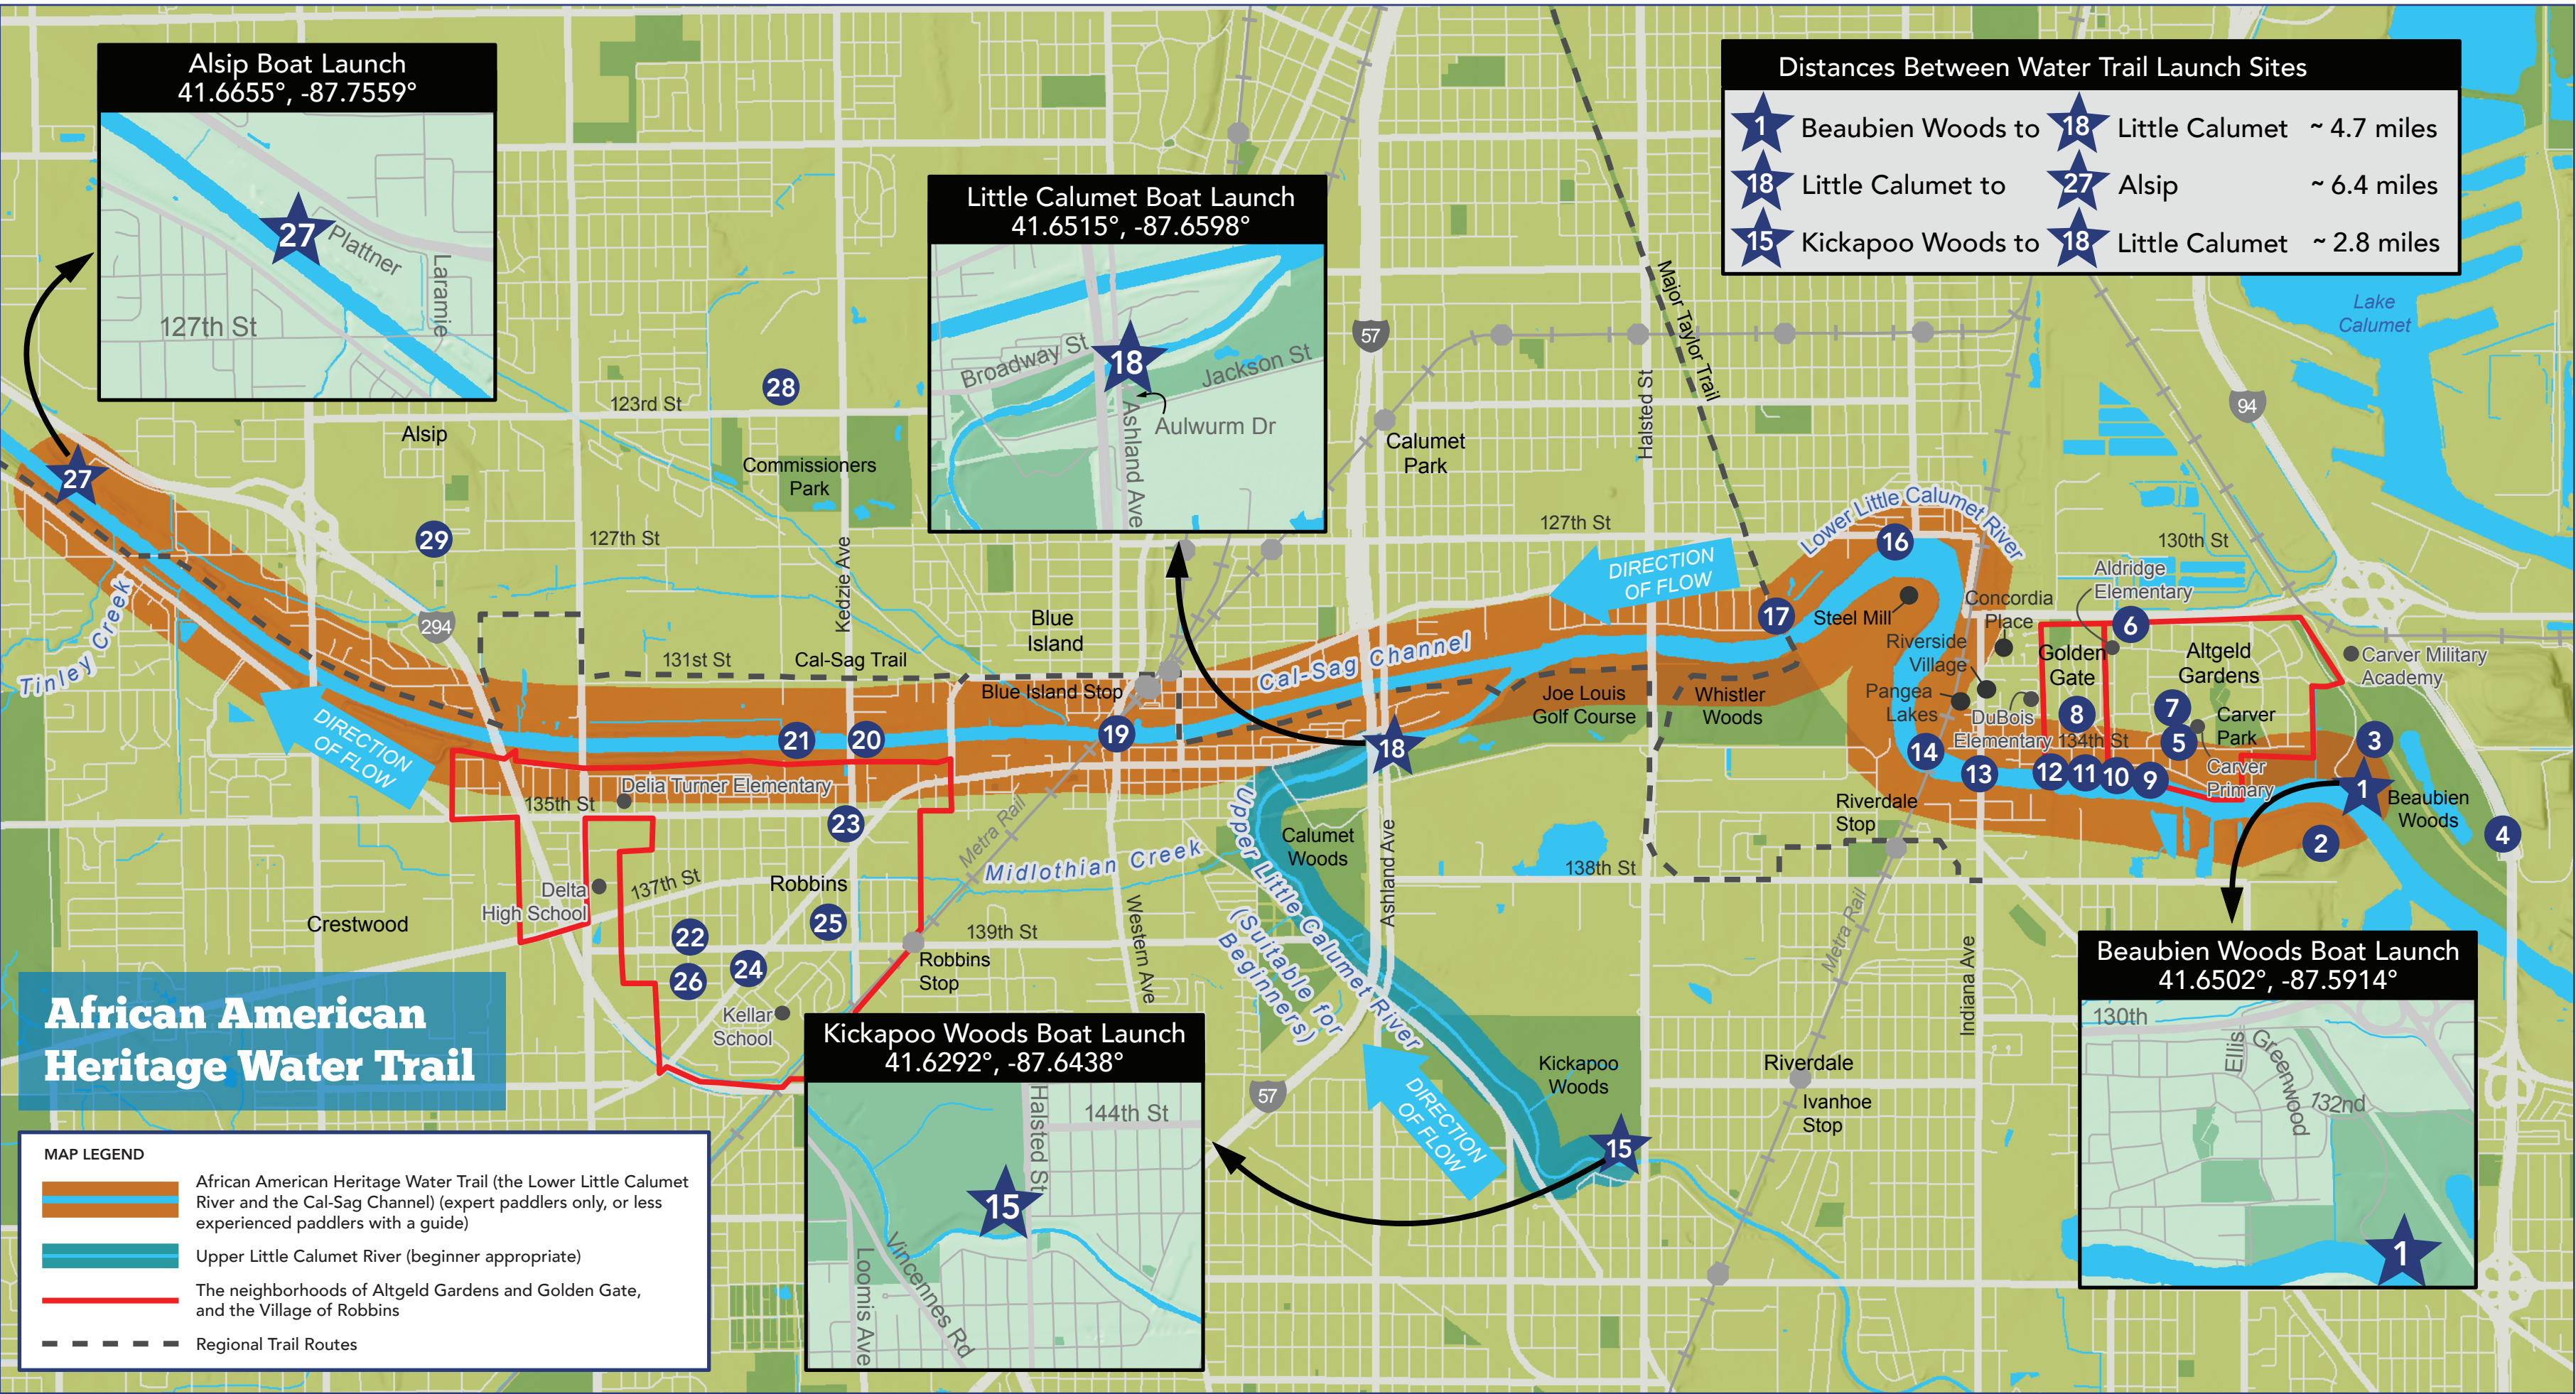 Alsip Boat Launch
41.6655°, -87.7559°
27
Plattner
Laramie
127th St
Little Calumet Boat Launch
41.6515°, -87.6598°
Broadway St
18
Jackson St
Ashland Ave
Aulwurm Dr
Distances Between Water Trail Launch Sites
1 Beaubien Woods to 18 Little Calumet ~ 4.7 miles
18 Little Calumet to 27 Alsip ~ 6.4 miles
15 Kickapoo Woods to 18 Little Calumet ~ 2.8 miles
Lake
Calumet
57
94
Major Taylor Trail
Halsted St
28
123rd St
Alsip
Commissioners
Park
Calumet
Park
27
29
127th St
127th St
Kedzie Ave
Lower Little Calumet River
16
130th St
DIRECTION
OF FLOW
Aldridge
Elementary
Tinley Creek
294
Blue
Island
17
Steel Mill
Concordia
Place
6
131st St
Cal-Sag Trail
Cal-Sag Channel
Riverside
Village
Golden
Gate
Altgeld
Gardens
Carver Military
Academy
Blue Island Stop
Joe Louis
Golf Course
Whistler
Woods
Pangea
Lakes
DuBois
Elementary
8
7
5
Carver
Park
134th St
3
DIRECTION
OF FLOW
21
20
19
18
14
13
12
11
10
9
Carver
Primary
1
Beaubien
Woods
Delia Turner Elementary
135th St
23
Metra Rail
Upper Little Calumet River
(Suitable for
Beginners)
Calumet
Woods
Riverdale
Stop
2
4
Midlothian Creek
138th St
Delta
High School
137th St
Robbins
Ashland Ave
Crestwood
22
25
139th St
Western Ave
Metra Rail
Indiana Ave
26
24
Robbins
Stop
Kellar
School
Beaubien Woods Boat Launch
41.6502°, -87.5914°
130th
Ellis
Greenwood
132nd
1
African American
Heritage Water Trail
Kickapoo Woods Boat Launch
41.6292°, -87.6438°
Halsted St
144th St
15
Vincennes Rd
Loomis Ave
57
DIRECTION
OF FLOW
Kickapoo
Woods
15
Riverdale
Ivanhoe
Stop
MAP LEGEND
African American Heritage Water Trail (the Lower Little Calumet
River and the Cal-Sag Channel) (expert paddlers only, or less
experienced paddlers with a guide)
Upper Little Calumet River (beginner appropriate)
The neighborhoods of Altgeld Gardens and Golden Gate,
and the Village of Robbins
Regional Trail Routes